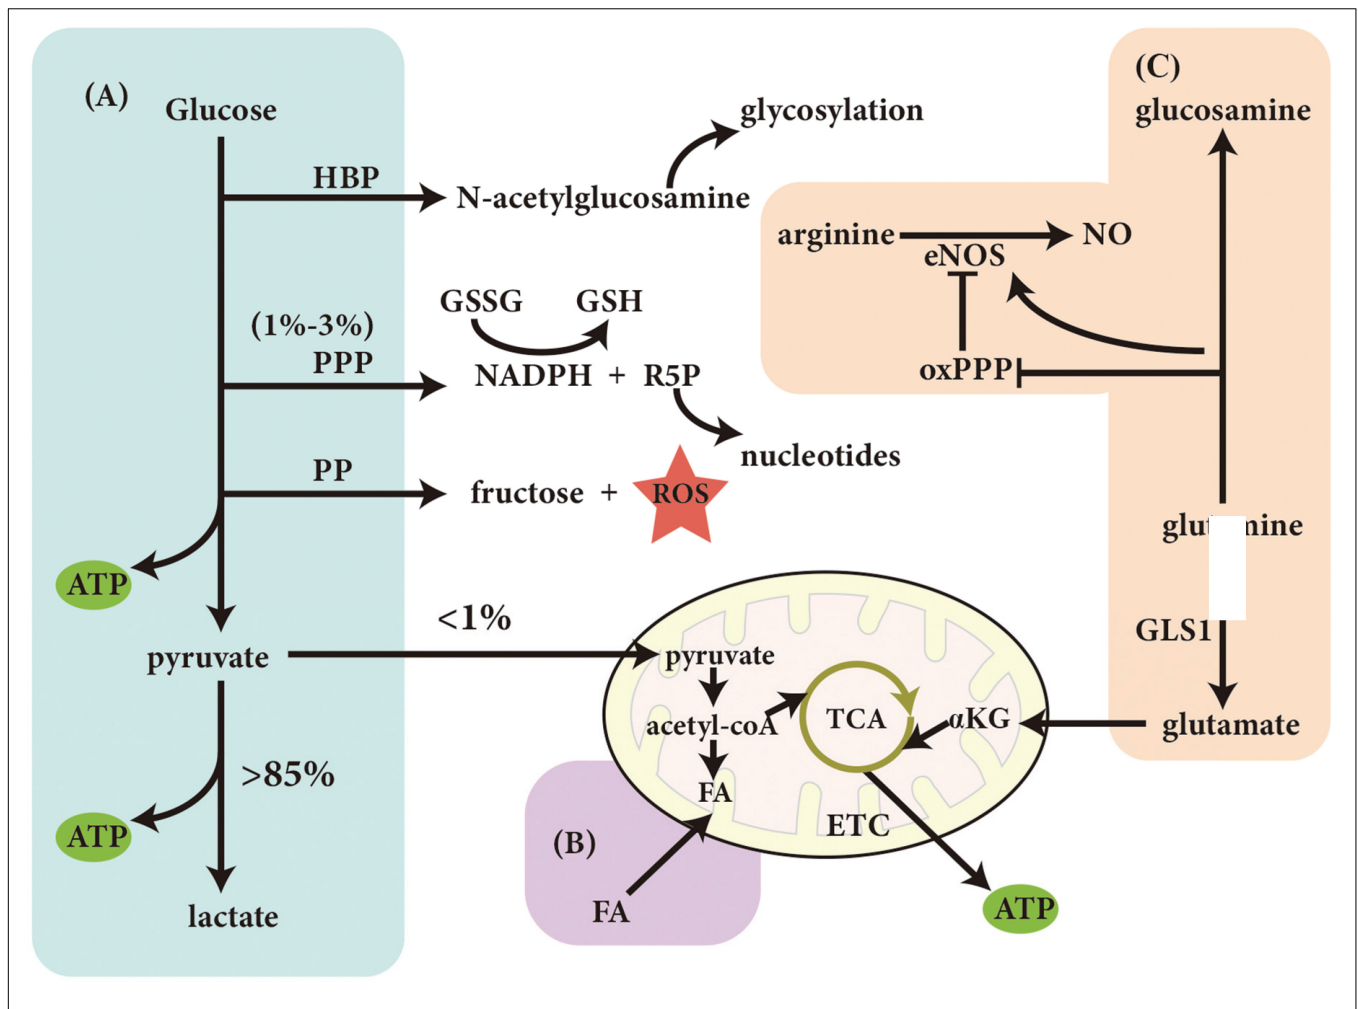 (A)
Glucose
HBP
N-acetylglucosamine
glycosylation
(1%-3%)
PPP
GSSG
GSH
NADPH + R5P
nucleotides
PP
fructose +
ROS
ATP
pyruvate
<1%
>85%
ATP
lactate
pyruvate
acetyl-coA
FA
TCA
αKG
ETC
ATP
(B)
FA
(C)
glucosamine
arginine
NO
eNOS
oxPPP
GLS1
glutamate